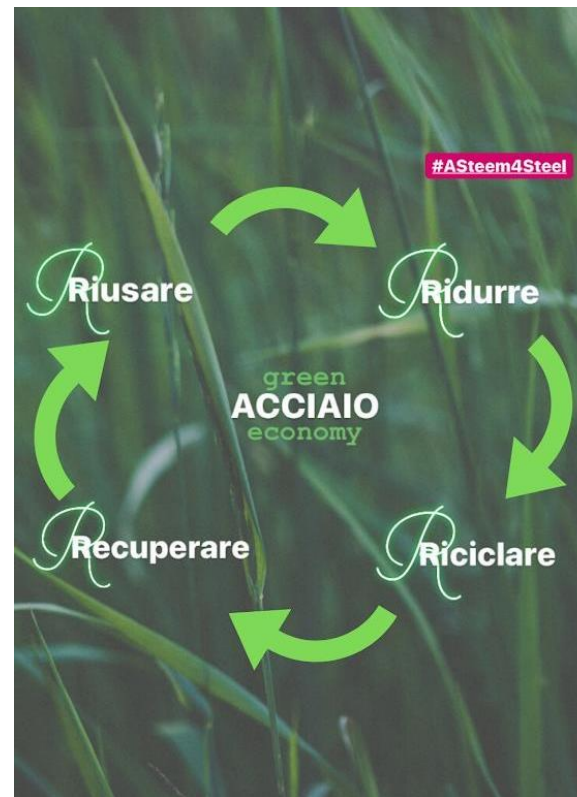 #ASteem4Steel
Riusare
Ridurre
green
ACCIAIO
economy
Recuperare
Riciclare